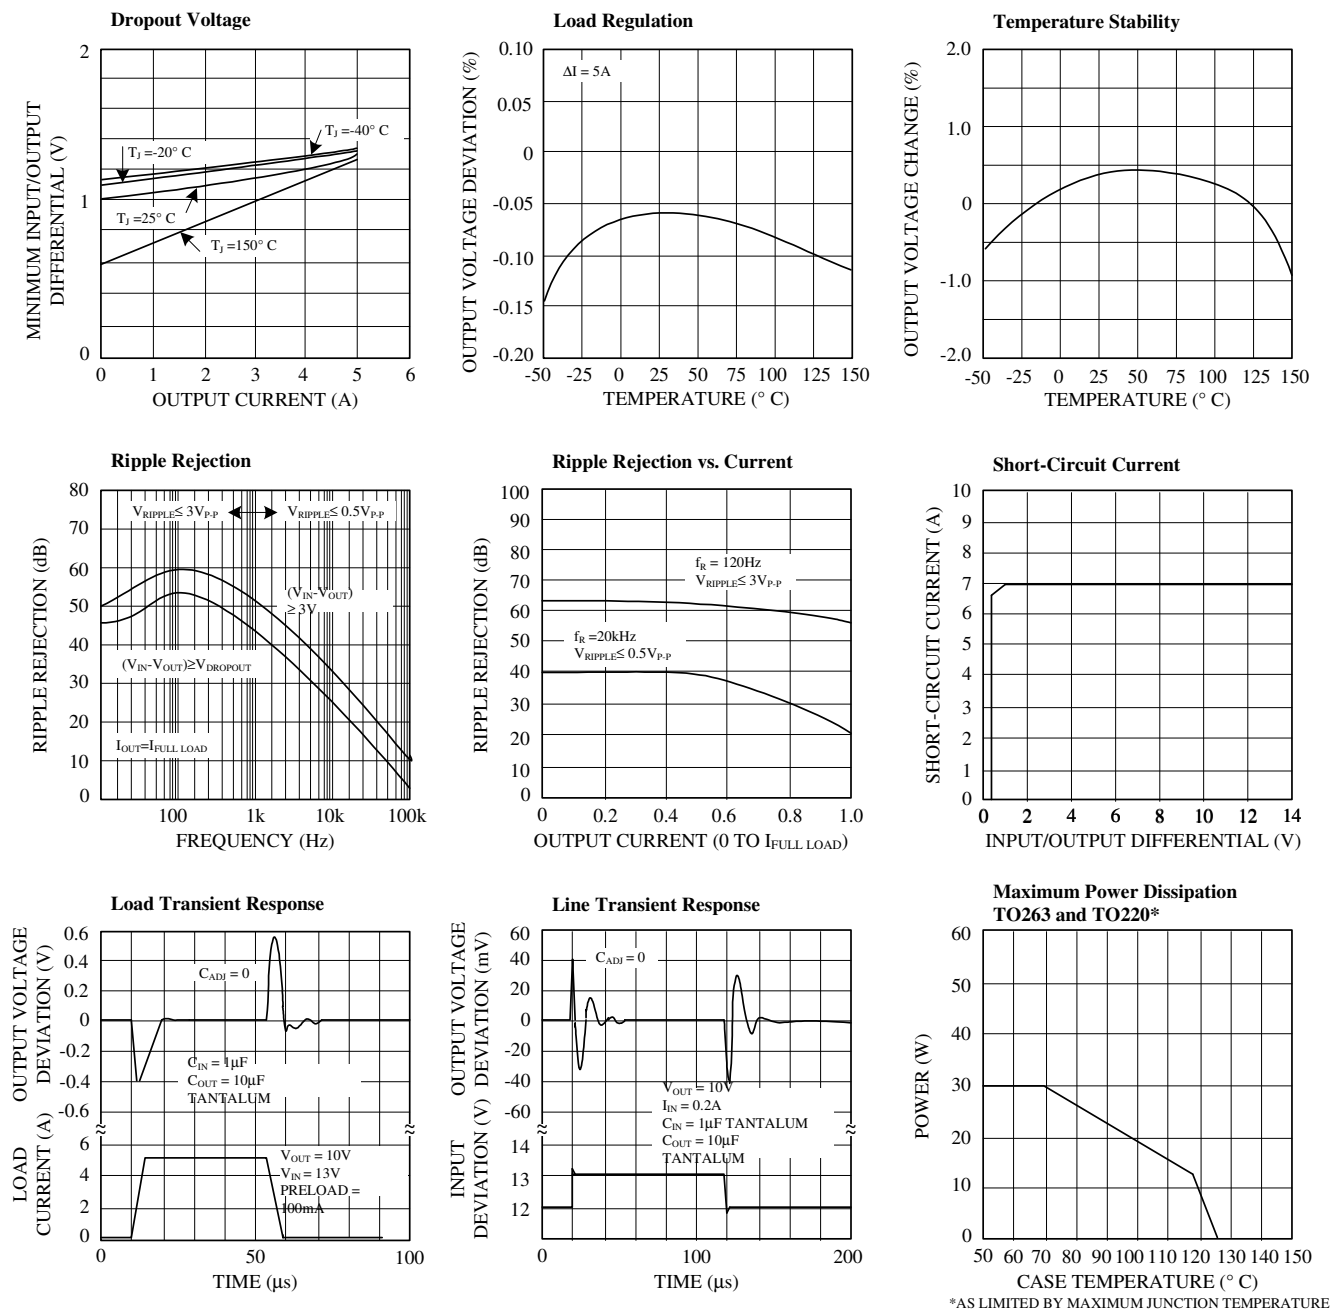 Dropout Voltage
MINIMUM INPUT/OUTPUT
DIFFERENTIAL (V)
2
1
0
T_J =-40° C
T_J =-20° C
T_J =25° C
T_J =150° C
0 1 2 3 4 5 6
OUTPUT CURRENT (A)
Load Regulation
OUTPUT VOLTAGE DEVIATION (%)
0.10
0.05
0
-0.05
-0.10
-0.15
-0.20
ΔI = 5A
-50 -25 0 25 50 75 100 125 150
TEMPERATURE (° C)
Temperature Stability
OUTPUT VOLTAGE CHANGE (%)
2.0
1.0
0
-1.0
-2.0
-50 -25 0 25 50 75 100 125 150
TEMPERATURE (° C)
Ripple Rejection
RIPPLE REJECTION (dB)
80
70
60
50
40
30
20
10
0
V_RIPPLE ≤ 3V_P-P
V_RIPPLE ≤ 0.5V_P-P
(V_IN-V_OUT)
≥ 3V
(V_IN-V_OUT)≥V_DROPOUT
I_OUT=I_FULL LOAD
100 1k 10k 100k
FREQUENCY (Hz)
Ripple Rejection vs. Current
RIPPLE REJECTION (dB)
100
90
80
70
60
50
40
30
20
10
0
f_R = 120Hz
V_RIPPLE ≤ 3V_P-P
f_R =20kHz
V_RIPPLE ≤ 0.5V_P-P
0 0.2 0.4 0.6 0.8 1.0
OUTPUT CURRENT (0 TO I_FULL LOAD)
Short-Circuit Current
SHORT-CIRCUIT CURRENT (A)
10
9
8
7
6
5
4
3
2
1
0
0 2 4 6 8 10 12 14
INPUT/OUTPUT DIFFERENTIAL (V)
Load Transient Response
OUTPUT VOLTAGE
DEVIATION (V)
0.6
0.4
0.2
0
-0.2
-0.4
-0.6
C_ADJ = 0
C_IN = 1µF
C_OUT = 10µF
TANTALUM
LOAD
CURRENT (A)
6
4
2
0
V_OUT = 10V
V_IN = 13V
PRELOAD =
100mA
0 50 100
TIME (µs)
Line Transient Response
OUTPUT VOLTAGE
DEVIATION (mV)
60
40
20
0
-20
-40
-60
C_ADJ = 0
V_OUT = 10V
I_IN = 0.2A
C_IN = 1µF TANTALUM
C_OUT = 10µF
TANTALUM
INPUT
DEVIATION (V)
14
13
12
0 100 200
TIME (µs)
Maximum Power Dissipation
TO263 and TO220*
POWER (W)
60
50
40
30
20
10
0
50 60 70 80 90 100 110 120 130 140 150
CASE TEMPERATURE (° C)
*AS LIMITED BY MAXIMUM JUNCTION TEMPERATURE